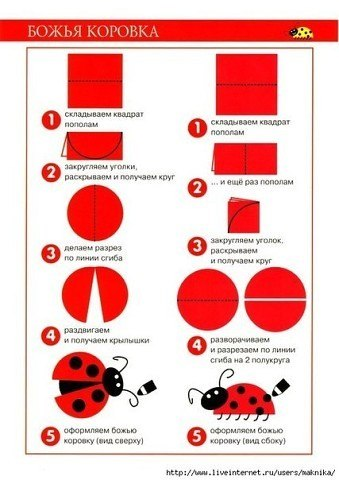 БОЖЬЯ КОРОВКА
1 складываем квадрат
пополам
2 закругляем уголки,
раскрываем и получаем круг
3 делаем разрез
по линии сгиба
4 раздвигаем
и получаем крылышки
5 оформляем божью
коровку (вид сверху)
1 складываем квадрат
пополам
2 ... и ещё раз пополам
3 закругляем уголок,
раскрываем
и получаем круг
4 разворачиваем
и разрезаем по линии
сгиба на 2 полукруга
5 оформляем божью
коровку (вид сбоку)
http://www.liveinternet.ru/users/maknika/